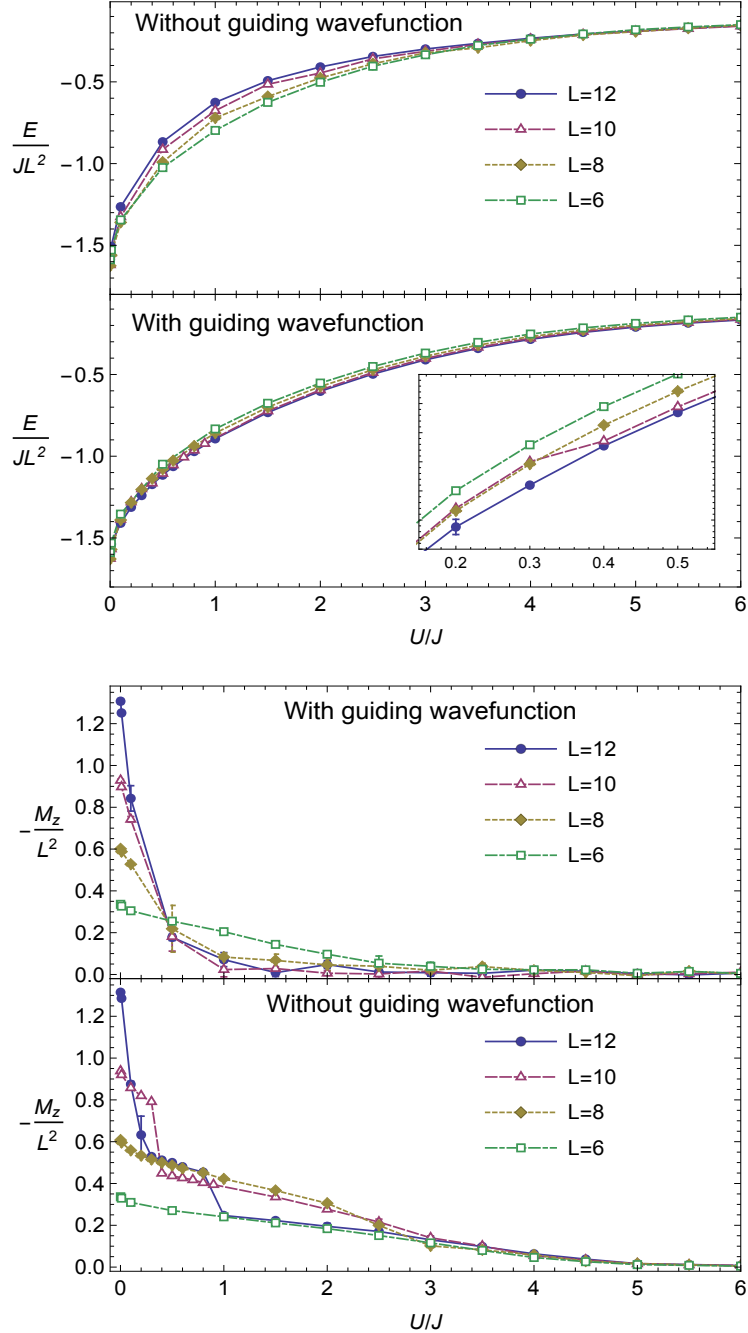 Without guiding wavefunction
E
JL²
L=12
L=10
L=8
L=6
−0.5
−1.0
−1.5
With guiding wavefunction
E
JL²
−0.5
−1.0
−1.5
0.2 0.3 0.4 0.5
0 1 2 3 4 5 6
U/J
With guiding wavefunction
−M_z
L²
L=12
L=10
L=8
L=6
1.2
1.0
0.8
0.6
0.4
0.2
0.0
Without guiding wavefunction
−M_z
L²
L=12
L=10
L=8
L=6
1.2
1.0
0.8
0.6
0.4
0.2
0.0
0 1 2 3 4 5 6
U/J